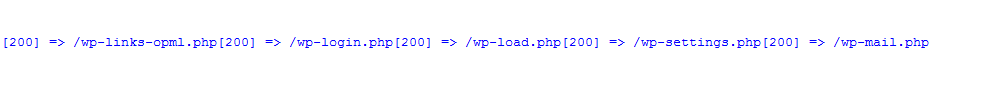 [200] => /wp-links-opml.php[200] => /wp-login.php[200] => /wp-load.php[200] => /wp-settings.php[200] => /wp-mail.php